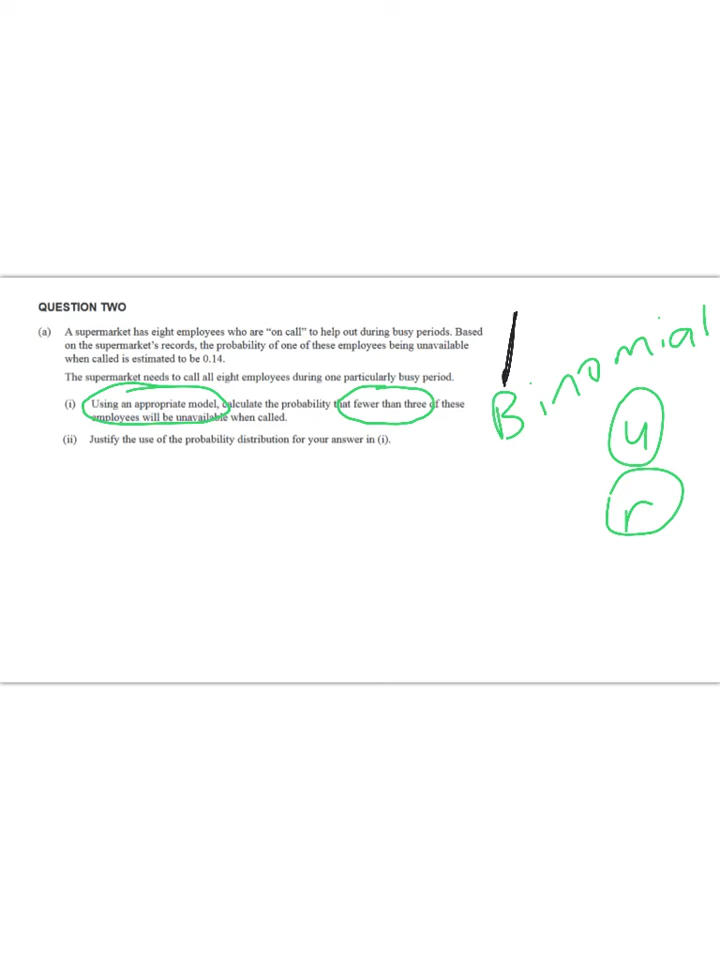 QUESTION TWO
(a) A supermarket has eight employees who are “on call” to help out during busy periods. Based
on the supermarket’s records, the probability of one of these employees being unavailable
when called is estimated to be 0.14.
The supermarket needs to call all eight employees during one particularly busy period.
(i) Using an appropriate model, calculate the probability that fewer than three of these
employees will be unavailable when called.
(ii) Justify the use of the probability distribution for your answer in (i).
Binomial
u
r